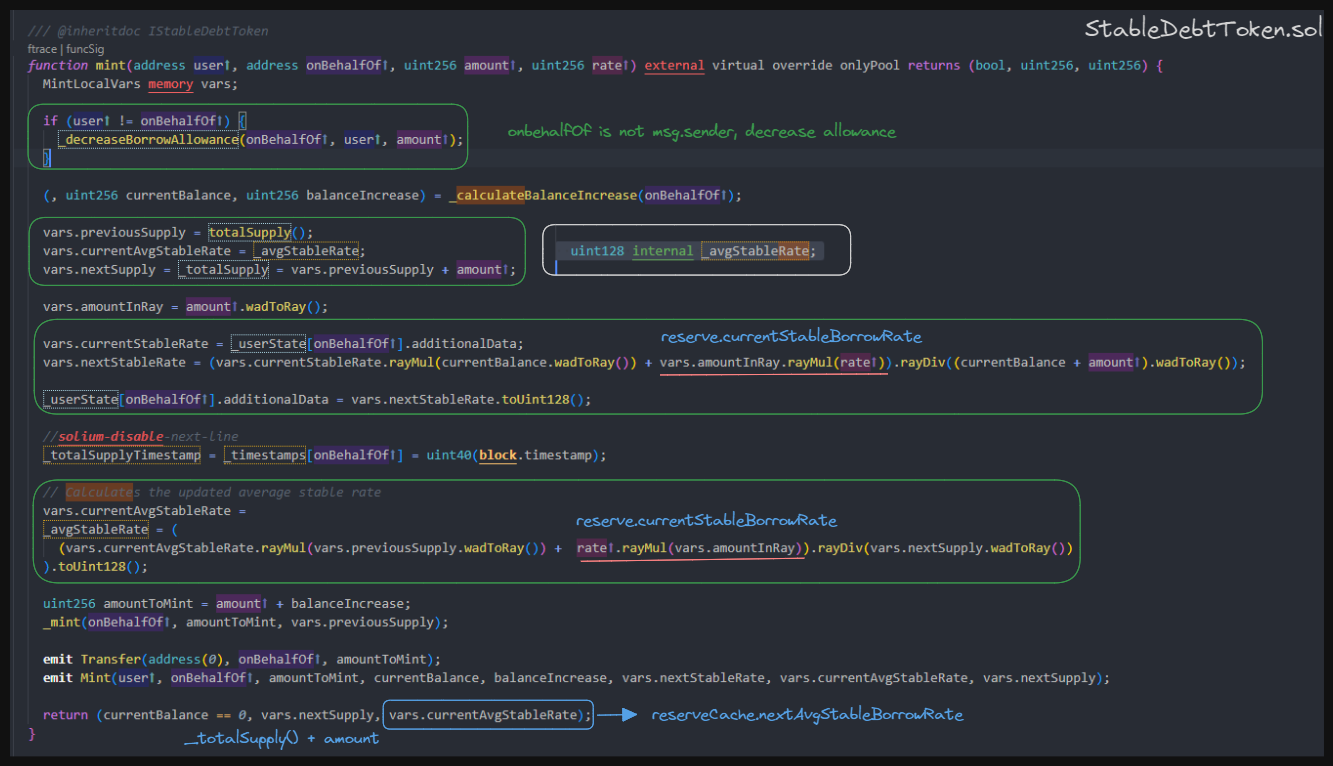 StableDebtToken.sol
/// @inheritdoc IStableDebtToken
ftrace | funcSig
function mint(address user↑, address onBehalfOf↑, uint256 amount↑, uint256 rate↑) external virtual override onlyPool returns (bool, uint256, uint256) {
MintLocalVars memory vars;
if (user↑ != onBehalfOf↑) {
_decreaseBorrowAllowance(onBehalfOf↑, user↑, amount↑);
}
onbehalfOf is not msg.sender, decrease allowance
(, uint256 currentBalance, uint256 balanceIncrease) = _calculateBalanceIncrease(onBehalfOf↑);
vars.previousSupply = totalSupply();
vars.currentAvgStableRate = _avgStableRate;
vars.nextSupply = _totalSupply = vars.previousSupply + amount↑;
uint128 internal _avgStableRate;
vars.amountInRay = amount↑.wadToRay();
reserve.currentStableBorrowRate
vars.currentStableRate = _userState[onBehalfOf↑].additionalData;
vars.nextStableRate = (vars.currentStableRate.rayMul(currentBalance.wadToRay()) + vars.amountInRay.rayMul(rate↑)).rayDiv((currentBalance + amount↑).wadToRay());
_userState[onBehalfOf↑].additionalData = vars.nextStableRate.toUint128();
//solium-disable-next-line
_totalSupplyTimestamp = _timestamps[onBehalfOf↑] = uint40(block.timestamp);
// Calculates the updated average stable rate
vars.currentAvgStableRate =
reserve.currentStableBorrowRate
_avgStableRate = (
(vars.currentAvgStableRate.rayMul(vars.previousSupply.wadToRay()) + rate↑.rayMul(vars.amountInRay)).rayDiv(vars.nextSupply.wadToRay())
).toUint128();
uint256 amountToMint = amount↑ + balanceIncrease;
_mint(onBehalfOf↑, amountToMint, vars.previousSupply);
emit Transfer(address(0), onBehalfOf↑, amountToMint);
emit Mint(user↑, onBehalfOf↑, amountToMint, currentBalance, balanceIncrease, vars.nextStableRate, vars.currentAvgStableRate, vars.nextSupply);
return (currentBalance == 0, vars.nextSupply, vars.currentAvgStableRate);
reserveCache.nextAvgStableBorrowRate
}
_totalSupply() + amount